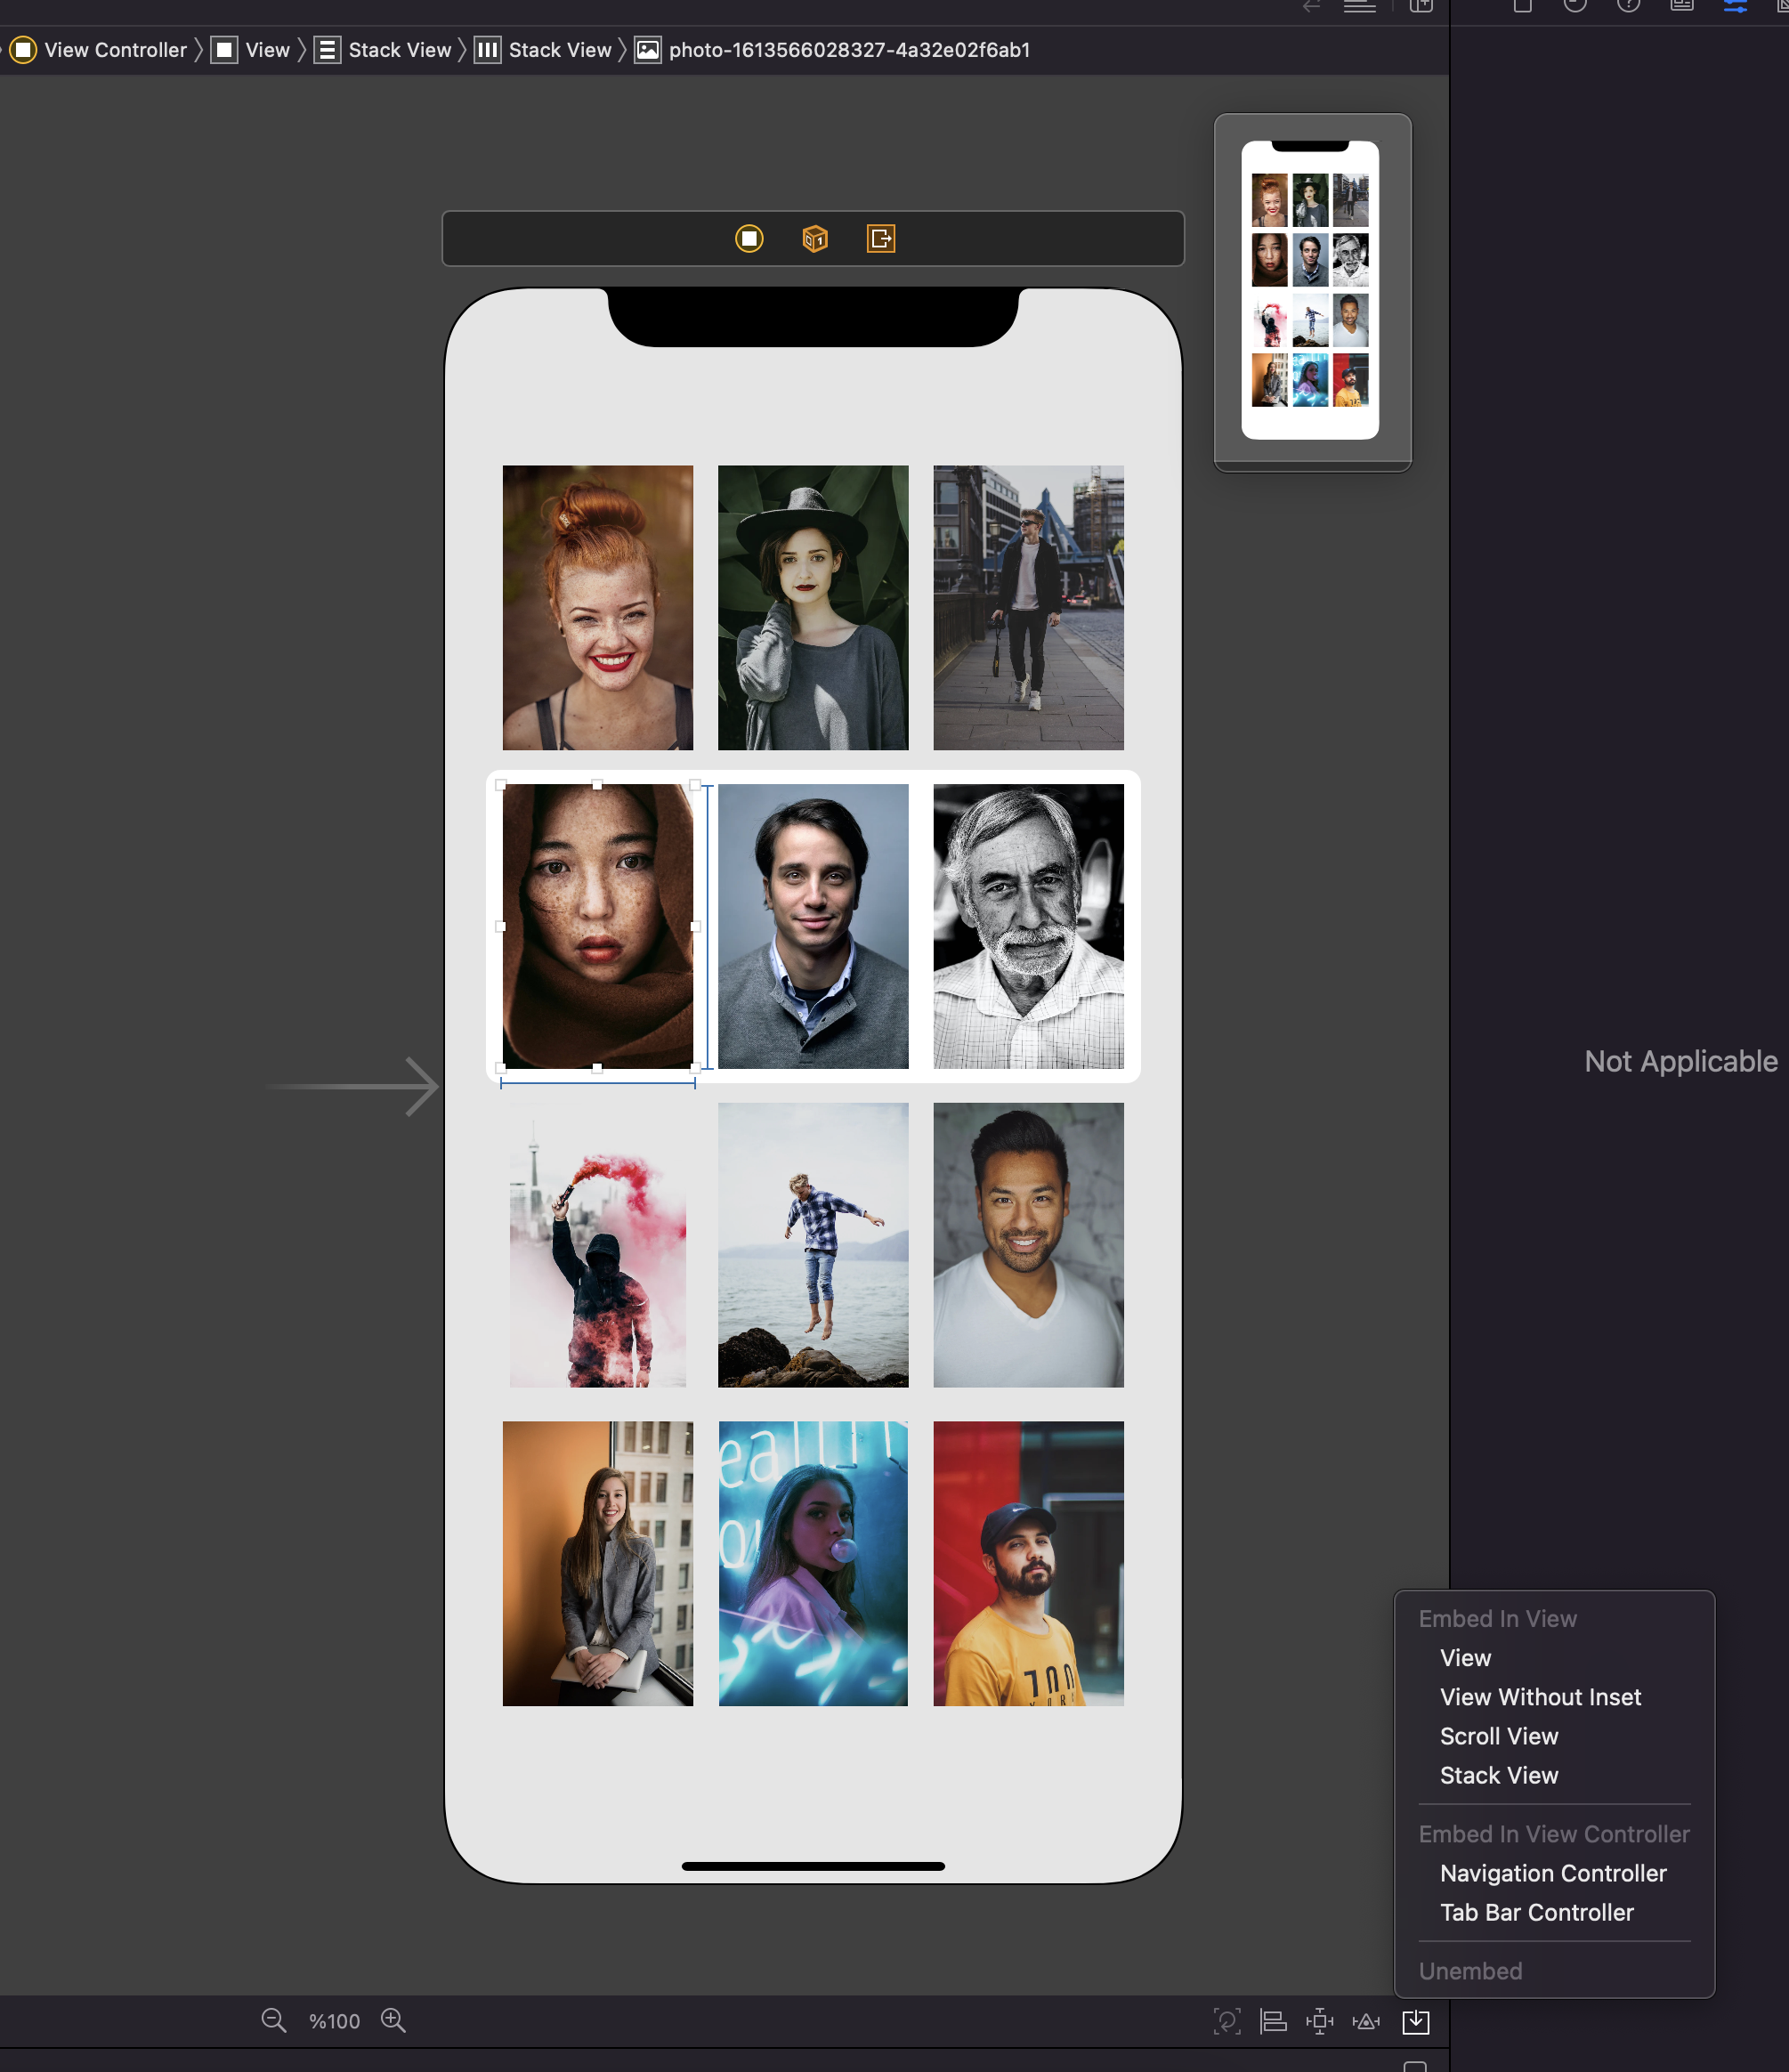 View Controller 〉 View 〉 Stack View 〉 Stack View 〉 photo-1613566028327-4a32e02f6ab1
Not Applicable
Embed In View
View
View Without Inset
Scroll View
Stack View
Embed In View Controller
Navigation Controller
Tab Bar Controller
Unembed
%100